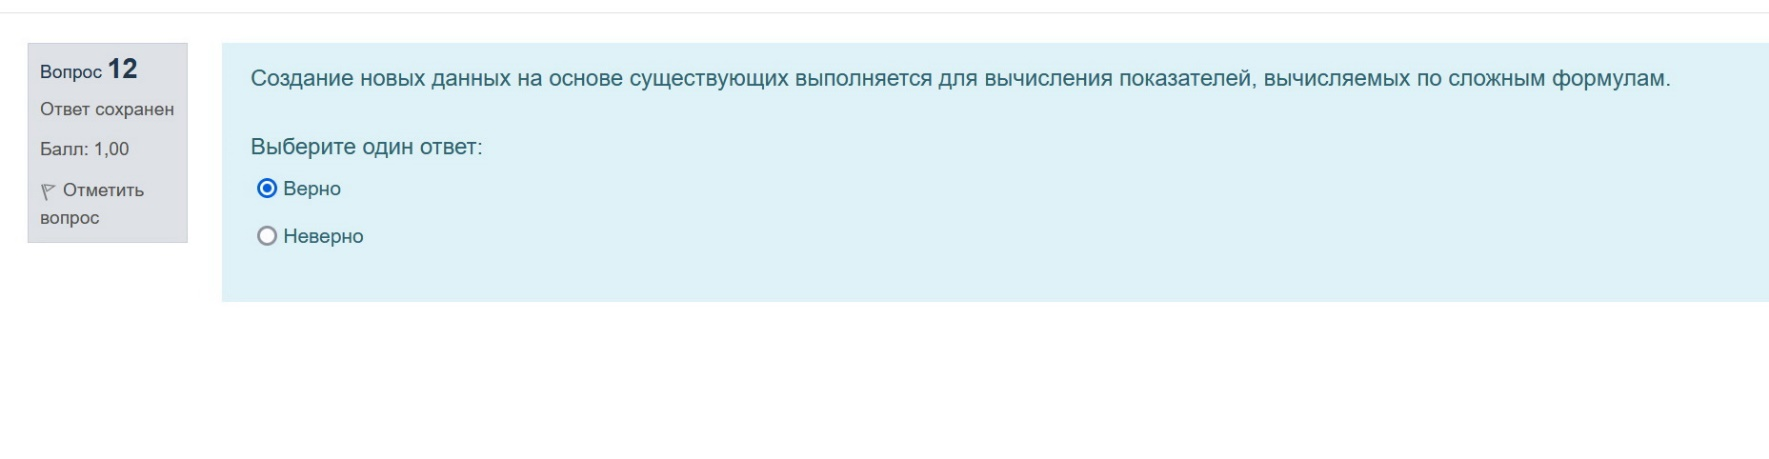 Вопрос 12
Ответ сохранен
Балл: 1,00
Отметить
вопрос
Создание новых данных на основе существующих выполняется для вычисления показателей, вычисляемых по сложным формулам.
Выберите один ответ:
Верно
Неверно